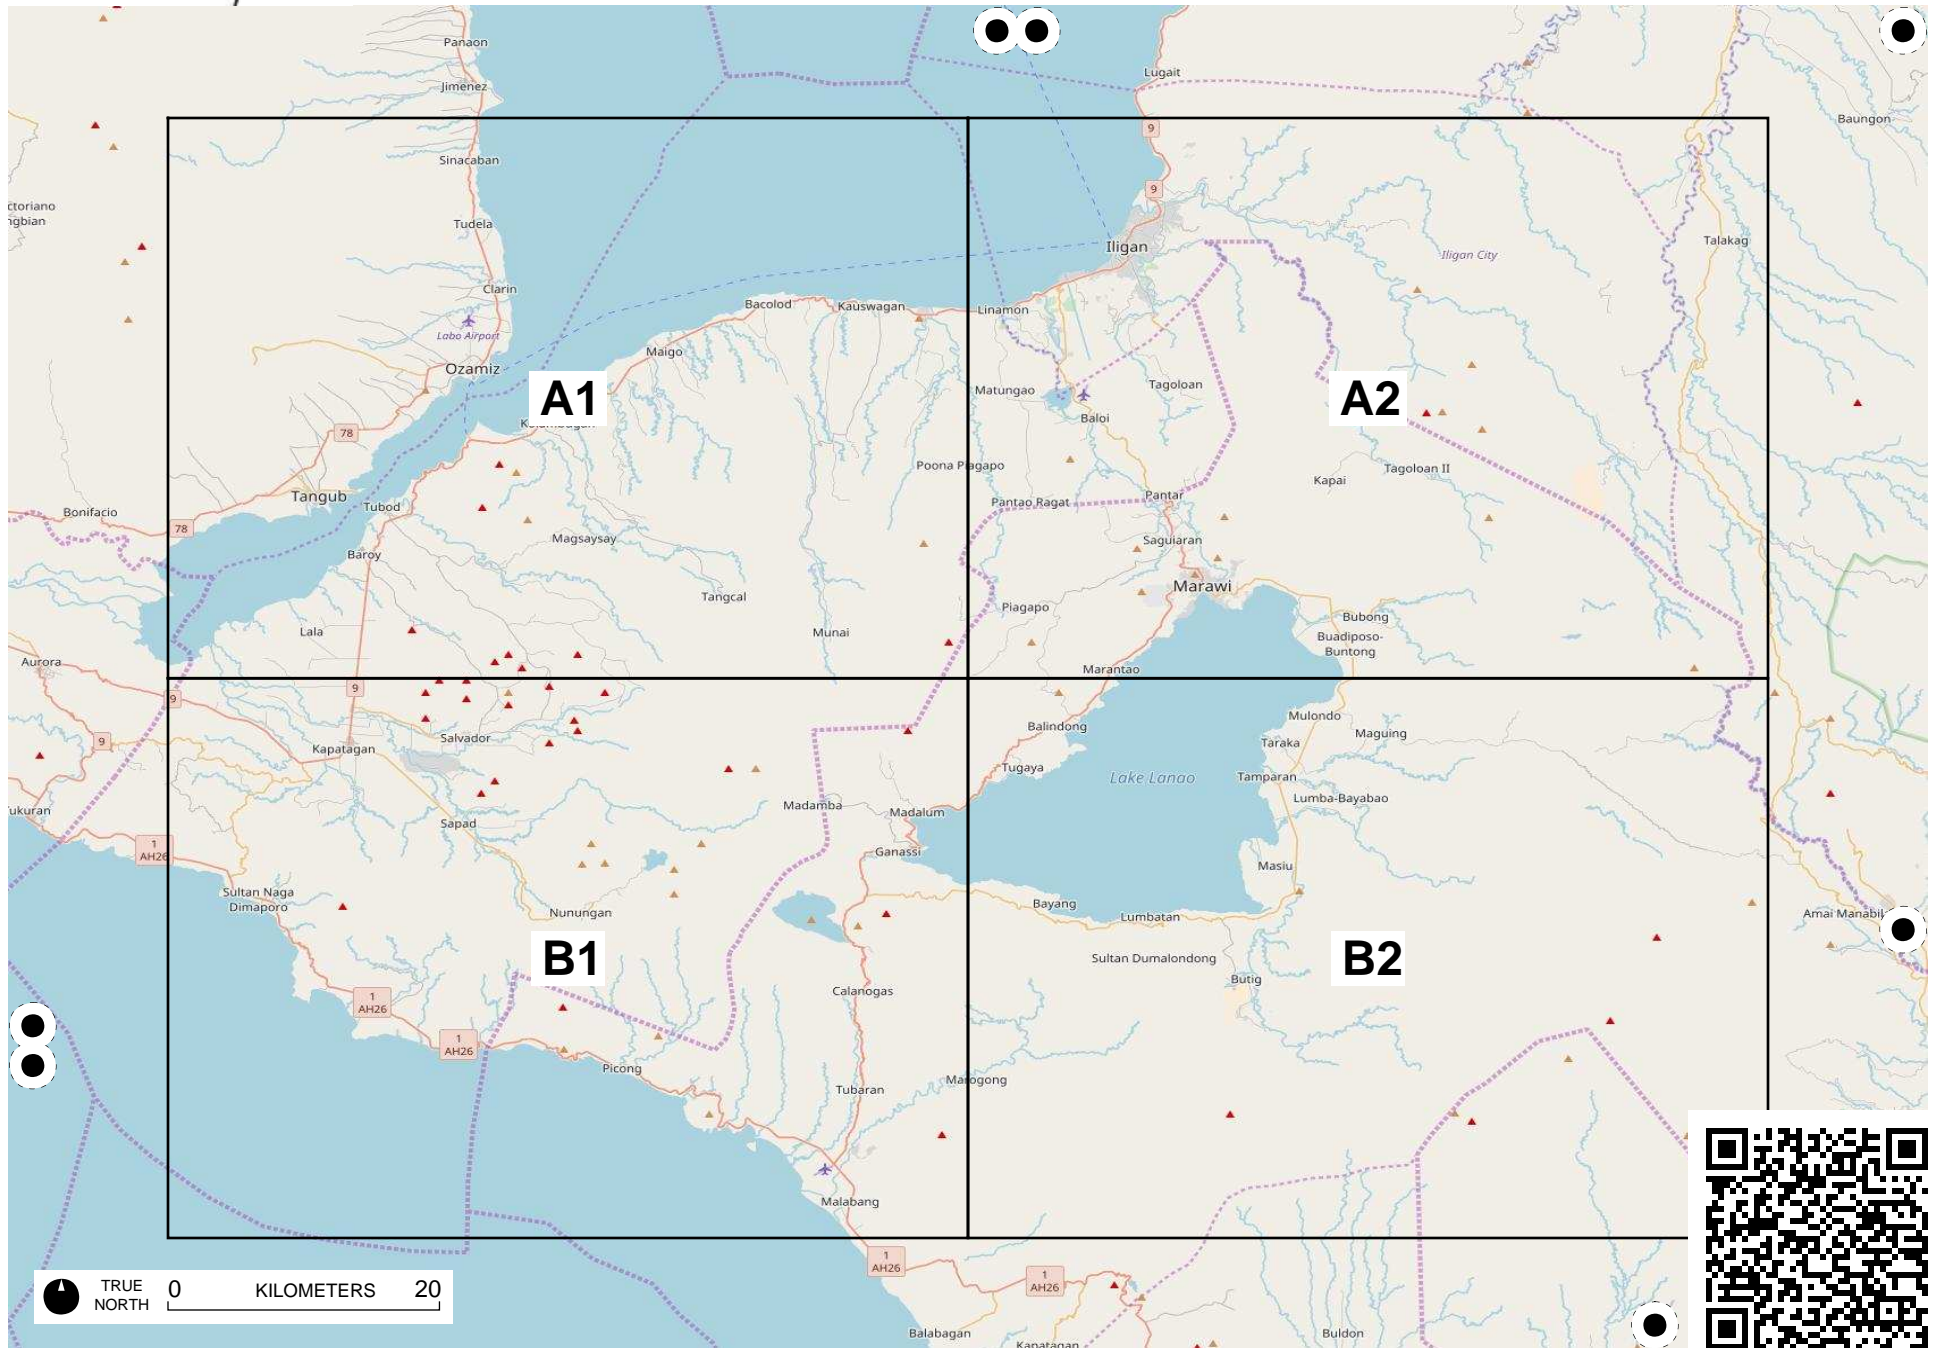 Panaon
Jimenez
Lugait
9
Baungon
Sinacaban
9
Tudela
Iligan
Iligan City
Talakag
Clarin
Bacolod
Kauswagan
Linamon
Labo Airport
Maigo
Ozamiz
A1
Matungao
Tagoloan
A2
Baloi
78
Poona Piagapo
Tagoloan II
Kapai
Tangub
Tubod
Pantao Ragat
Pantar
Bonifacio
78
Magsaysay
Saguiaran
Baroy
Marawi
Tangcal
Piagapo
Bubong
Lala
Munai
Buadiposo-
Buntong
Aurora
Marantao
9
9
Mulondo
Balindong
Maguing
9
Kapatagan
Salvador
Taraka
Tugaya
Lake Lanao
Tamparan
Madamba
Lumba-Bayabao
Madalum
Sapad
1
AH26
Ganassi
Masiu
Sultan Naga
Dimaporo
Nunungan
Bayang
Lumbatan
B1
Sultan Dumalondong
B2
Butig
Calanogas
1
AH26
1
AH26
Picong
Tubaran
Marogong
Malabang
1
AH26
1
AH26
TRUE
NORTH
0 KILOMETERS 20
Balabagan
Kapatagan
Buldon